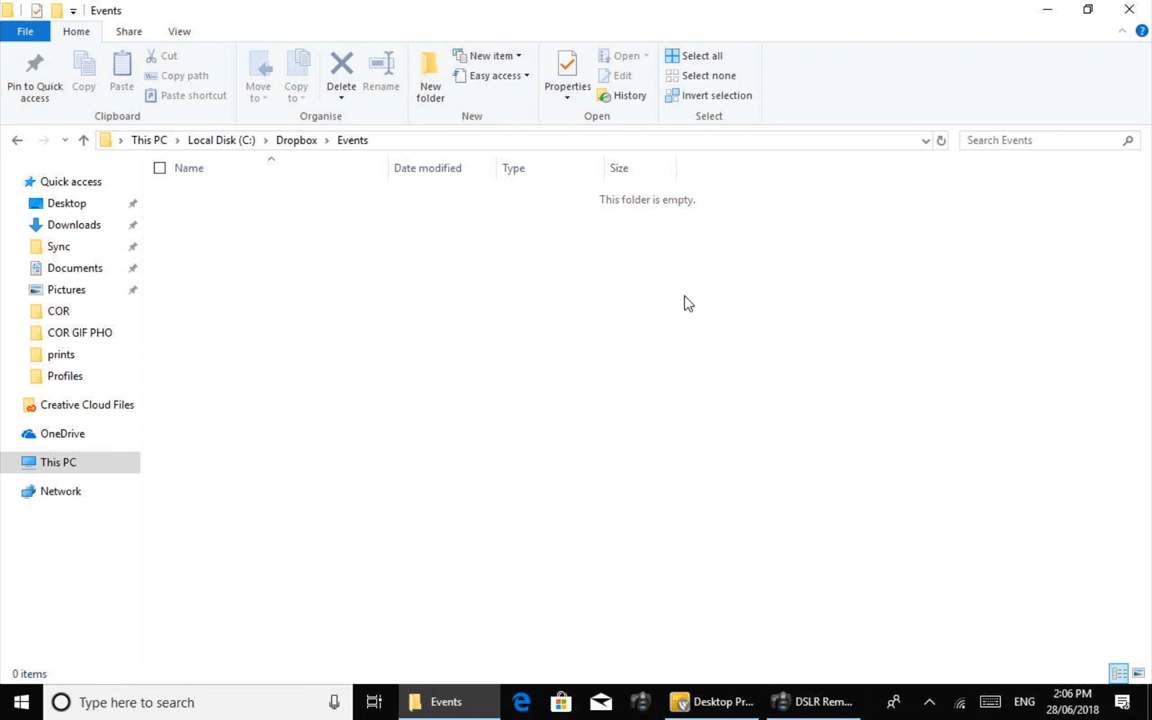 Events
File Home Share View
Pin to Quick access
Copy
Paste
Cut
Copy path
Paste shortcut
Clipboard
Move to
Copy to
Delete
Rename
Organise
New folder
New item
Easy access
New
Properties
Open
Edit
History
Open
Select all
Select none
Invert selection
Select
This PC Local Disk (C:) Dropbox Events
Search Events
Name Date modified Type Size
This folder is empty.
Quick access
Desktop
Downloads
Sync
Documents
Pictures
COR
COR GIF PHO
prints
Profiles
Creative Cloud Files
OneDrive
This PC
Network
0 items
Type here to search
Events
Desktop Pr...
DSLR Rem...
ENG
2:06 PM
28/06/2018